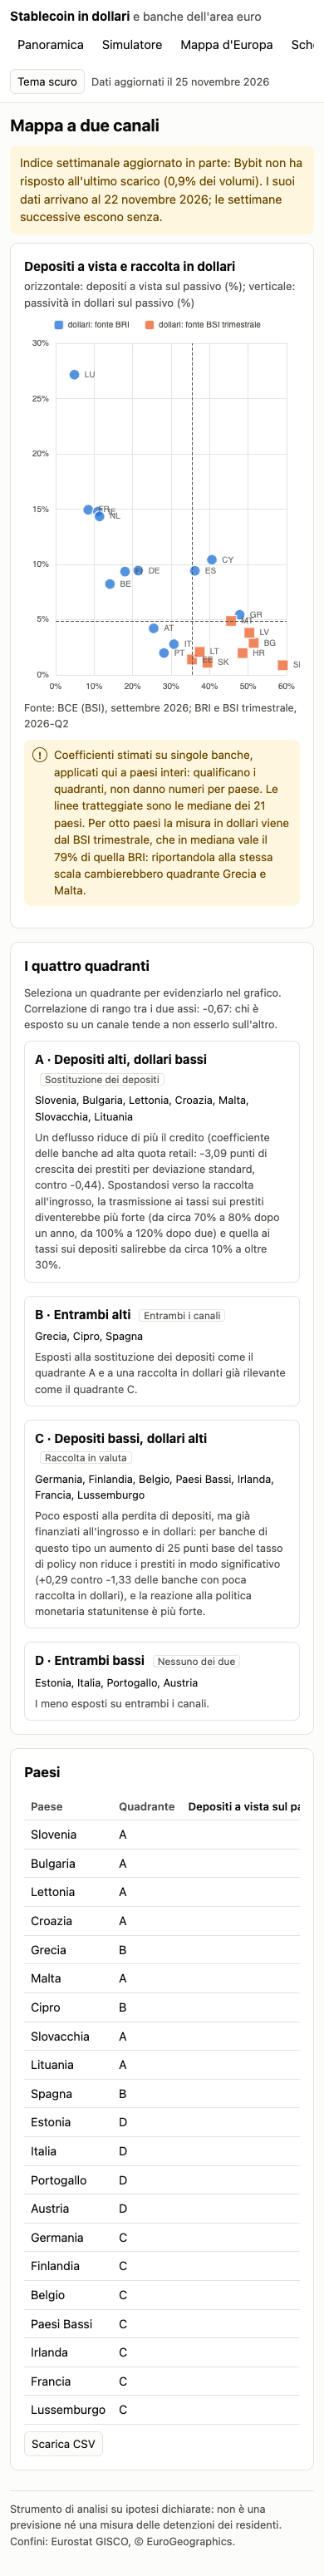 Stablecoin in dollari e banche dell'area euro
Panoramica Simulatore Mappa d'Europa Sch
Tema scuro Dati aggiornati il 25 novembre 2026
Mappa a due canali
Indice settimanale aggiornato in parte: Bybit non ha
risposto all'ultimo scarico (0,9% dei volumi). I suoi
dati arrivano al 22 novembre 2026; le settimane
successive escono senza.
Depositi a vista e raccolta in dollari
orizzontale: depositi a vista sul passivo (%); verticale:
passività in dollari sul passivo (%)
dollari: fonte BRI dollari: fonte BSI trimestrale
30%
LU
25%
20%
15%
FR
IE
NL
10%
CY
FI DE
ES
BE
5%
GR
MT
AT
LV
IT
BG
PT
LT
HR
EE
SK
SI
0%
0% 10% 20% 30% 40% 50% 60%
Fonte: BCE (BSI), settembre 2026; BRI e BSI trimestrale,
2026-Q2
Coefficienti stimati su singole banche,
applicati qui a paesi interi: qualificano i
quadranti, non danno numeri per paese. Le
linee tratteggiate sono le mediane dei 21
paesi. Per otto paesi la misura in dollari viene
dal BSI trimestrale, che in mediana vale il
79% di quella BRI: riportandola alla stessa
scala cambierebbero quadrante Grecia e
Malta.
I quattro quadranti
Seleziona un quadrante per evidenziarlo nel grafico.
Correlazione di rango tra i due assi: -0,67: chi è
esposto su un canale tende a non esserlo sull'altro.
A · Depositi alti, dollari bassi
Sostituzione dei depositi
Slovenia, Bulgaria, Lettonia, Croazia, Malta,
Slovacchia, Lituania
Un deflusso riduce di più il credito (coefficiente
delle banche ad alta quota retail: -3,09 punti di
crescita dei prestiti per deviazione standard,
contro -0,44). Spostandosi verso la raccolta
all'ingrosso, la trasmissione ai tassi sui prestiti
diventerebbe più forte (da circa 70% a 80% dopo
un anno, da 100% a 120% dopo due) e quella ai
tassi sui depositi salirebbe da circa 10% a oltre
30%.
B · Entrambi alti Entrambi i canali
Grecia, Cipro, Spagna
Esposti alla sostituzione dei depositi come il
quadrante A e a una raccolta in dollari già rilevante
come il quadrante C.
C · Depositi bassi, dollari alti
Raccolta in valuta
Germania, Finlandia, Belgio, Paesi Bassi, Irlanda,
Francia, Lussemburgo
Poco esposti alla perdita di depositi, ma già
finanziati all'ingrosso e in dollari: per banche di
questo tipo un aumento di 25 punti base del tasso
di policy non riduce i prestiti in modo significativo
(+0,29 contro -1,33 delle banche con poca
raccolta in dollari), e la reazione alla politica
monetaria statunitense è più forte.
D · Entrambi bassi Nessuno dei due
Estonia, Italia, Portogallo, Austria
I meno esposti su entrambi i canali.
Paesi
Paese Quadrante Depositi a vista sul pa
Slovenia A
Bulgaria A
Lettonia A
Croazia A
Grecia B
Malta A
Cipro B
Slovacchia A
Lituania A
Spagna B
Estonia D
Italia D
Portogallo D
Austria D
Germania C
Finlandia C
Belgio C
Paesi Bassi C
Irlanda C
Francia C
Lussemburgo C
Scarica CSV
Strumento di analisi su ipotesi dichiarate: non è una
previsione né una misura delle detenzioni dei residenti.
Confini: Eurostat GISCO, © EuroGeographics.